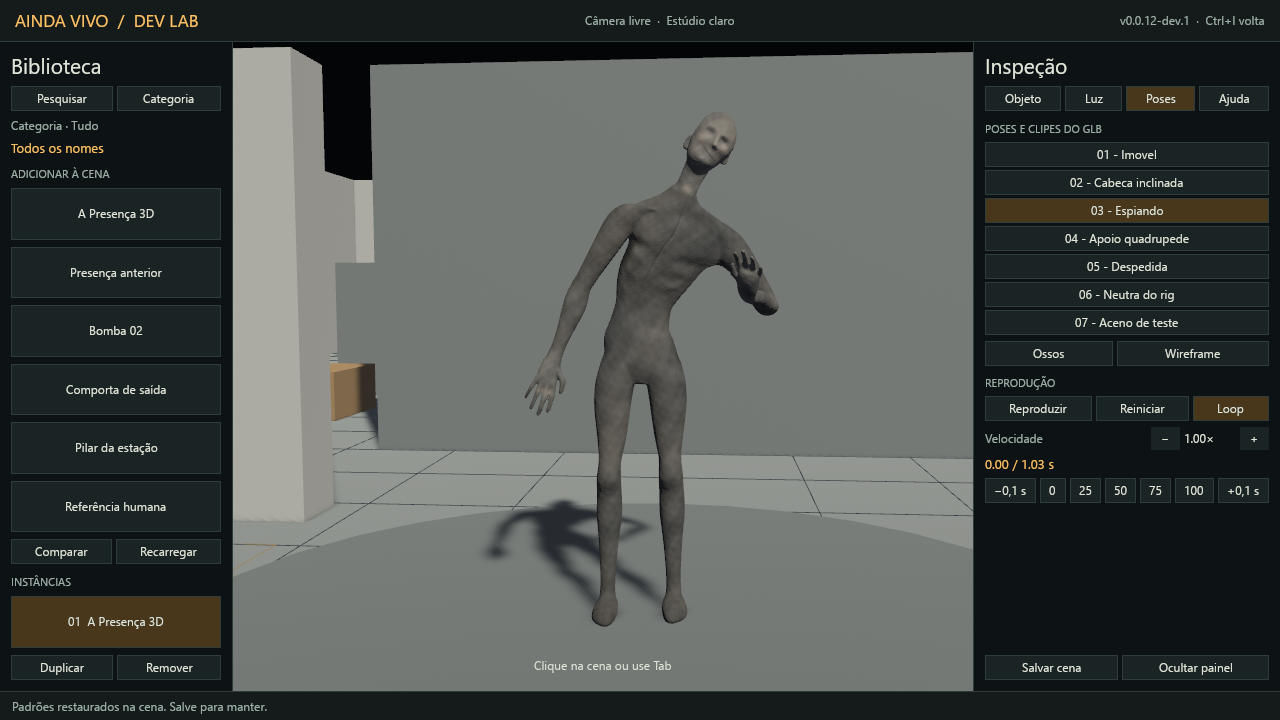 AINDA VIVO / DEV LAB
Câmera livre · Estúdio claro
v0.0.12-dev.1 · Ctrl+I volta
Biblioteca
Pesquisar
Categoria
Categoria · Tudo
Todos os nomes
ADICIONAR À CENA
A Presença 3D
Presença anterior
Bomba 02
Comporta de saída
Pilar da estação
Referência humana
Comparar
Recarregar
INSTÂNCIAS
01 A Presença 3D
Duplicar
Remover
Clique na cena ou use Tab
Inspeção
Objeto
Luz
Poses
Ajuda
POSES E CLIPES DO GLB
01 - Imovel
02 - Cabeca inclinada
03 - Espiando
04 - Apoio quadrupede
05 - Despedida
06 - Neutra do rig
07 - Aceno de teste
Ossos
Wireframe
REPRODUÇÃO
Reproduzir
Reiniciar
Loop
Velocidade
−
1.00×
+
0.00 / 1.03 s
−0,1 s
0
25
50
75
100
+0,1 s
Salvar cena
Ocultar painel
Padrões restaurados na cena. Salve para manter.